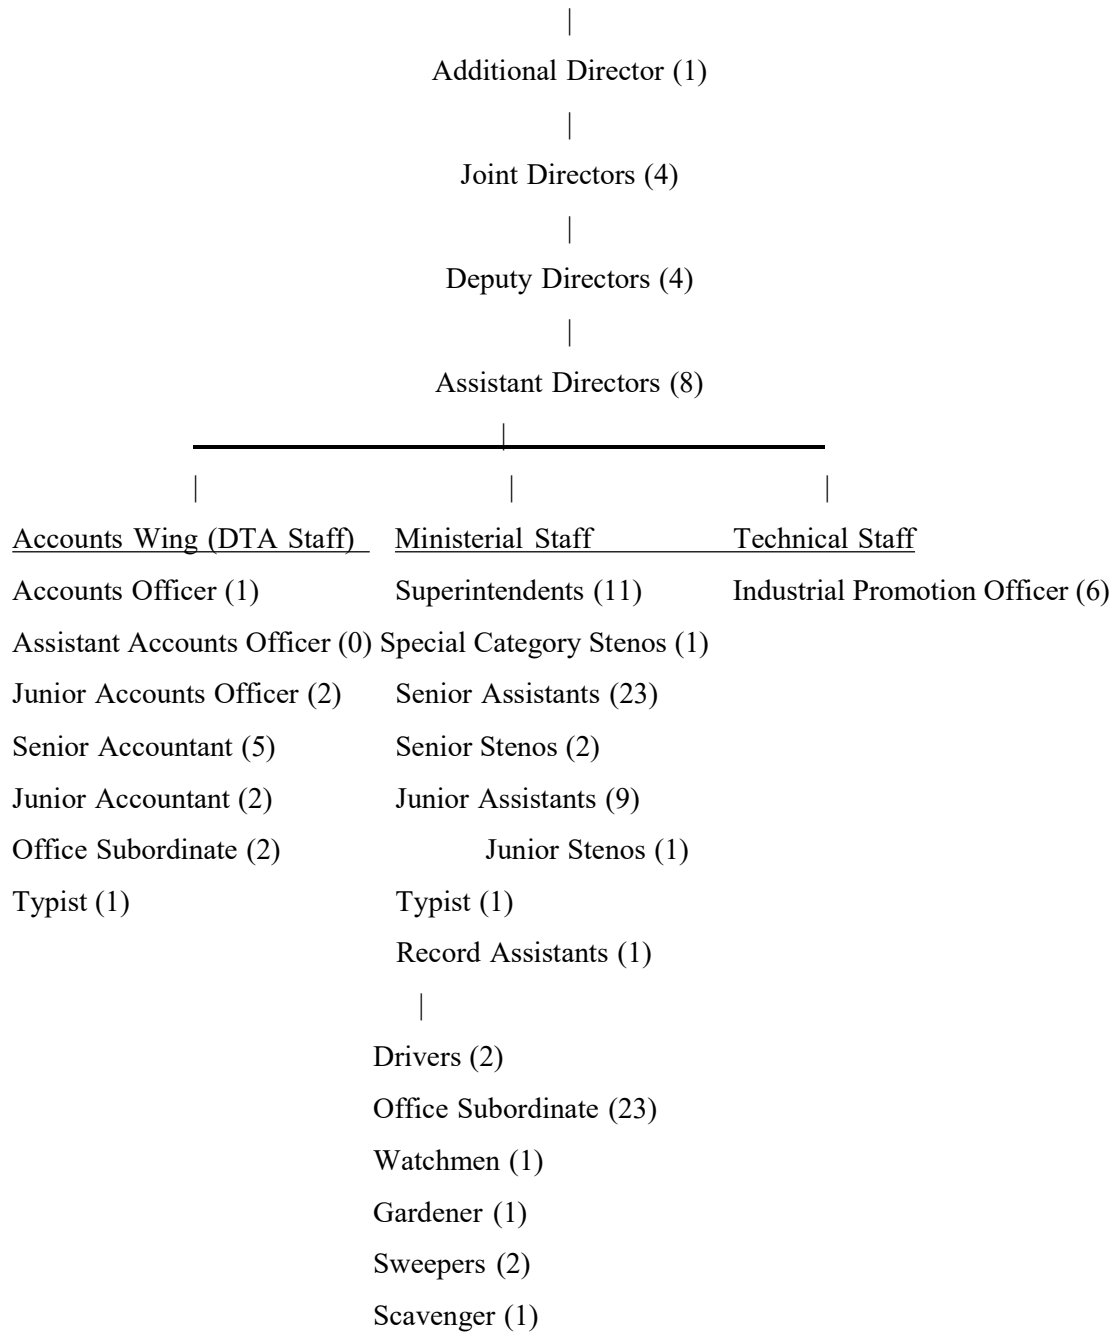 Additional Director (1)
Joint Directors (4)
Deputy Directors (4)
Assistant Directors (8)
Accounts Wing (DTA Staff) Ministerial Staff Technical Staff
Accounts Officer (1) Superintendents (11) Industrial Promotion Officer (6)
Assistant Accounts Officer (0) Special Category Stenos (1)
Junior Accounts Officer (2) Senior Assistants (23)
Senior Accountant (5) Senior Stenos (2)
Junior Accountant (2) Junior Assistants (9)
Office Subordinate (2) Junior Stenos (1)
Typist (1) Typist (1)
Record Assistants (1)
Drivers (2)
Office Subordinate (23)
Watchmen (1)
Gardener (1)
Sweepers (2)
Scavenger (1)